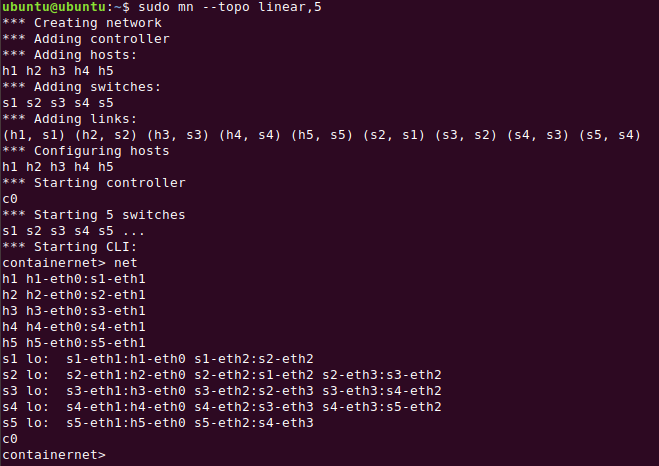 ubuntu@ubuntu:~$ sudo mn --topo linear,5
*** Creating network
*** Adding controller
*** Adding hosts:
h1 h2 h3 h4 h5
*** Adding switches:
s1 s2 s3 s4 s5
*** Adding links:
(h1, s1) (h2, s2) (h3, s3) (h4, s4) (h5, s5) (s2, s1) (s3, s2) (s4, s3) (s5, s4)
*** Configuring hosts
h1 h2 h3 h4 h5
*** Starting controller
c0
*** Starting 5 switches
s1 s2 s3 s4 s5 ...
*** Starting CLI:
containernet> net
h1 h1-eth0:s1-eth1
h2 h2-eth0:s2-eth1
h3 h3-eth0:s3-eth1
h4 h4-eth0:s4-eth1
h5 h5-eth0:s5-eth1
s1 lo:  s1-eth1:h1-eth0 s1-eth2:s2-eth2
s2 lo:  s2-eth1:h2-eth0 s2-eth2:s1-eth2 s2-eth3:s3-eth2
s3 lo:  s3-eth1:h3-eth0 s3-eth2:s2-eth3 s3-eth3:s4-eth2
s4 lo:  s4-eth1:h4-eth0 s4-eth2:s3-eth3 s4-eth3:s5-eth2
s5 lo:  s5-eth1:h5-eth0 s5-eth2:s4-eth3
c0
containernet>